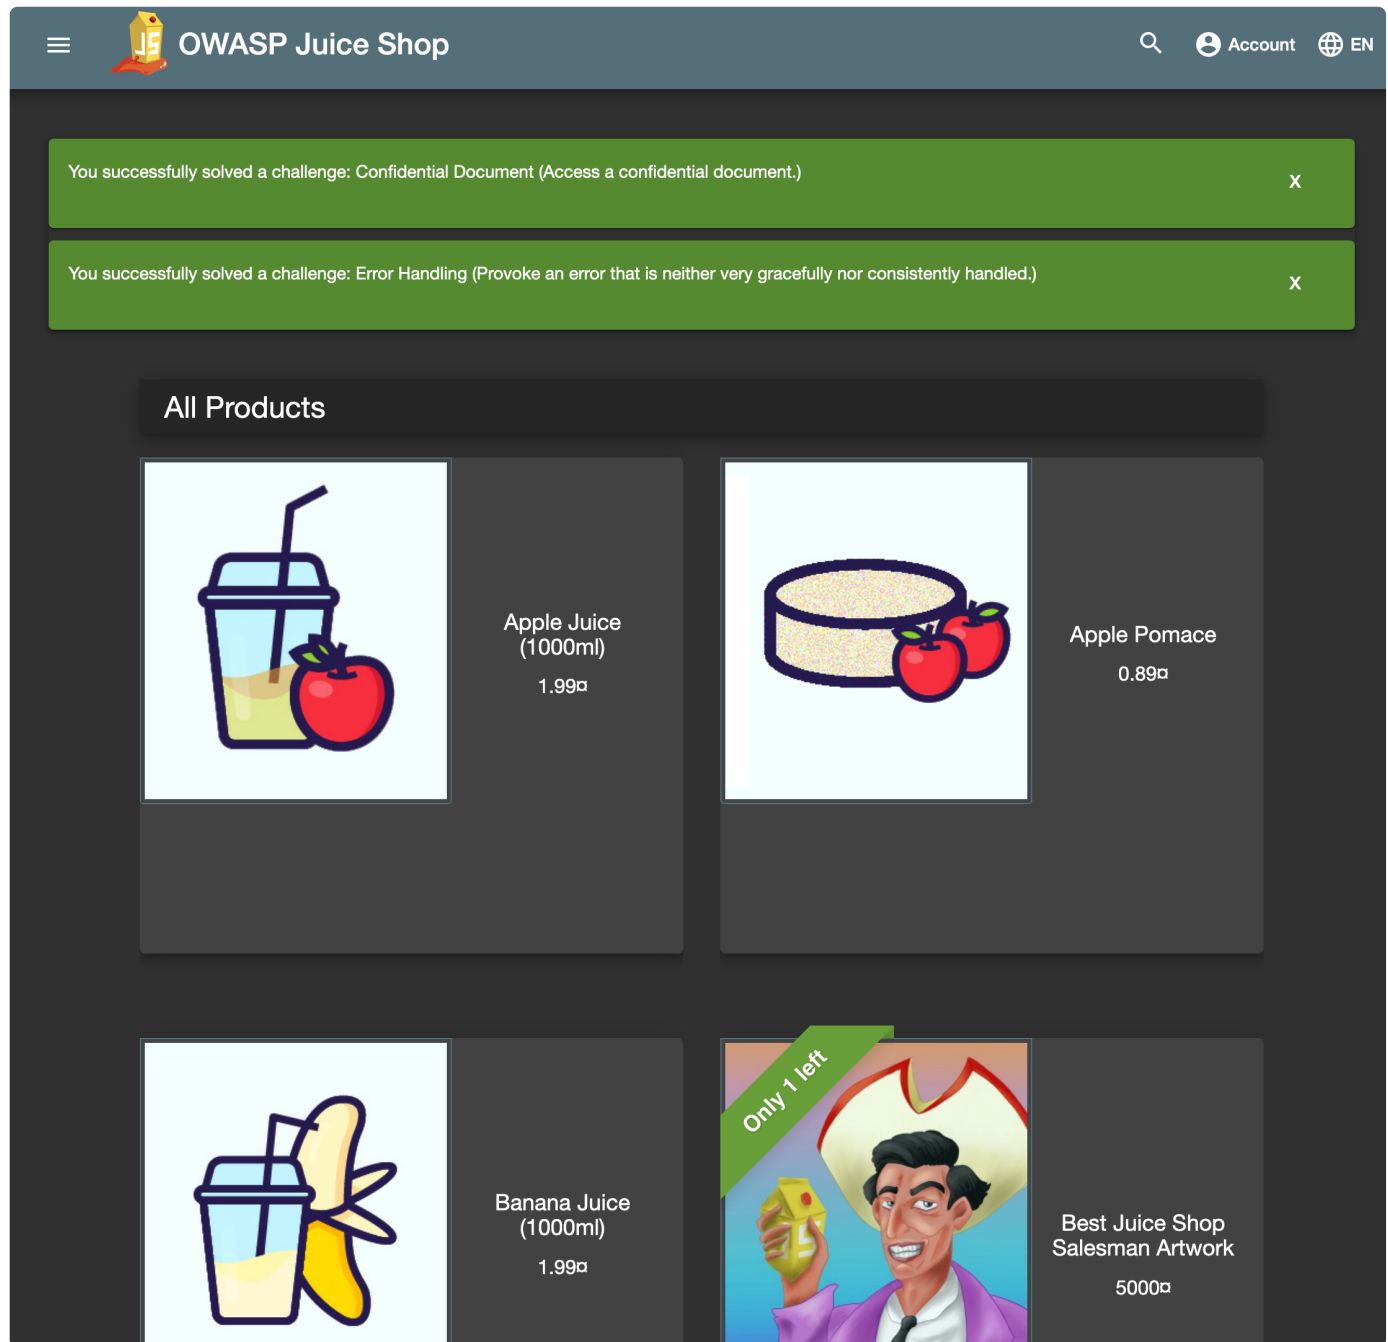 OWASP Juice Shop
Account
EN
You successfully solved a challenge: Confidential Document (Access a confidential document.)
X
You successfully solved a challenge: Error Handling (Provoke an error that is neither very gracefully nor consistently handled.)
X
All Products
Apple Juice
(1000ml)
1.99¤
Apple Pomace
0.89¤
Banana Juice
(1000ml)
1.99¤
Only 1 left
Best Juice Shop
Salesman Artwork
5000¤